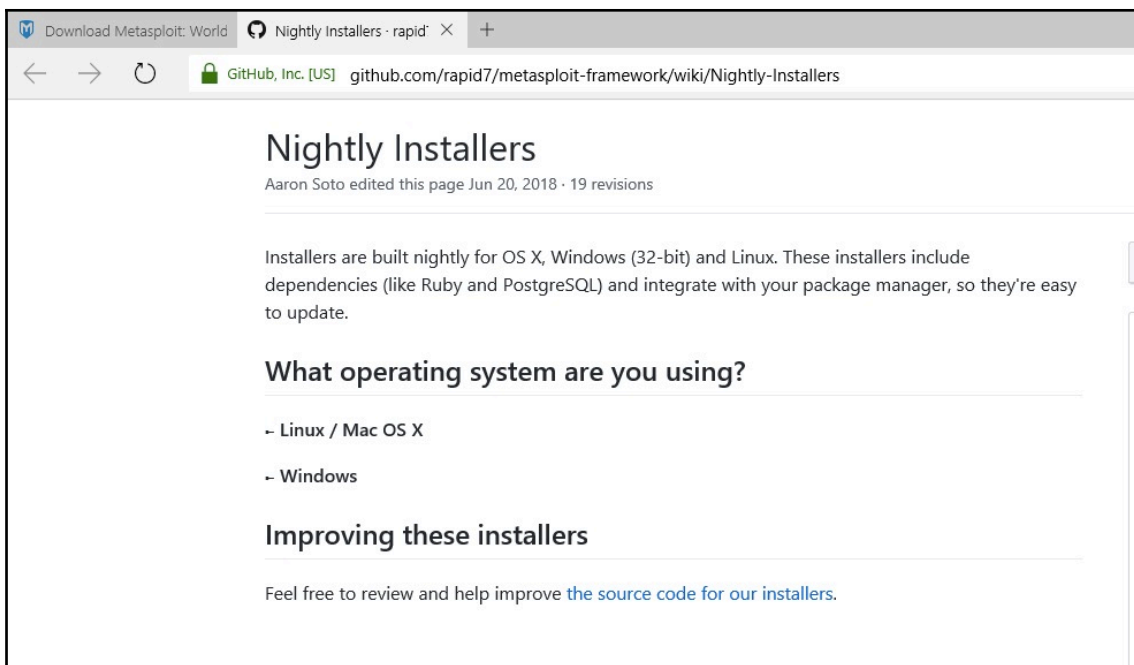 Download Metasploit: World
Nightly Installers · rapid7
GitHub, Inc. [US] github.com/rapid7/metasploit-framework/wiki/Nightly-Installers
Nightly Installers
Aaron Soto edited this page Jun 20, 2018 · 19 revisions
Installers are built nightly for OS X, Windows (32-bit) and Linux. These installers include
dependencies (like Ruby and PostgreSQL) and integrate with your package manager, so they're easy
to update.
What operating system are you using?
Linux / Mac OS X
Windows
Improving these installers
Feel free to review and help improve the source code for our installers.